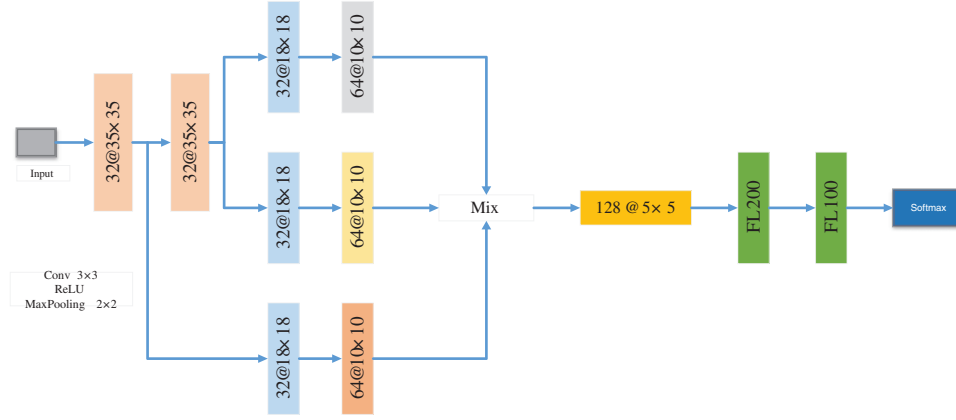 Input
32@35×35
32@35×35
32@18×18
64@10×10
32@18×18
64@10×10
32@18×18
64@10×10
Mix
128 @ 5× 5
FL200
FL100
Softmax
Conv 3×3
ReLU
MaxPooling 2×2